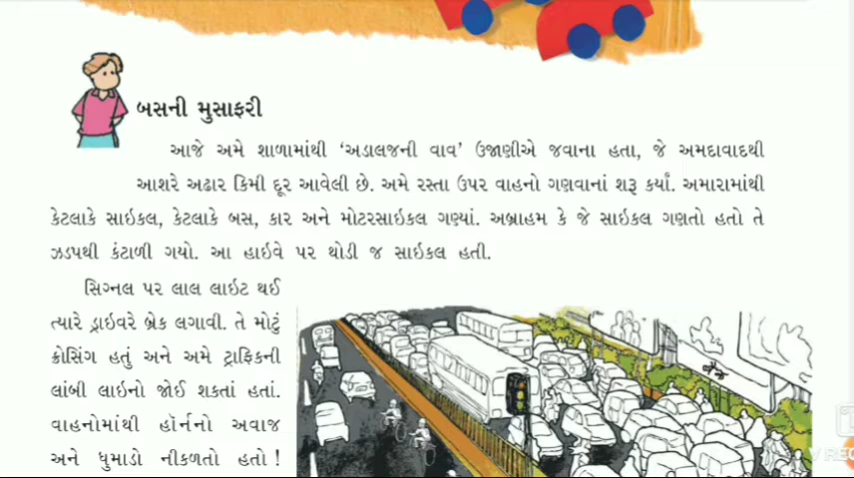 બસની મુસાફરી
આજે અમે શાળામાંથી ‘અડાલજની વાવ’ ઉજાણીએ જવાના હતા, જે અમદાવાદથી
આશરે અઢાર કિમી દૂર આવેલી છે. અમે રસ્તા ઉપર વાહનો ગણવાનાં શરૂ કર્યાં. અમારામાંથી
કેટલાકે સાઇકલ, કેટલાકે બસ, કાર અને મોટરસાઇકલ ગણ્યાં. અબ્રાહમ કે જે સાઇકલ ગણતો હતો તે
ઝડપથી કંટાળી ગયો. આ હાઇવે પર થોડી જ સાઇકલ હતી.
સિગ્નલ પર લાલ લાઇટ થઈ
ત્યારે ડ્રાઇવરે બ્રેક લગાવી. તે મોટું
ક્રોસિંગ હતું અને અમે ટ્રાફિકની
લાંબી લાઇનો જોઈ શકતાં હતાં.
વાહનોમાંથી હૉર્નનો અવાજ
અને ધુમાડો નીકળતો હતો !